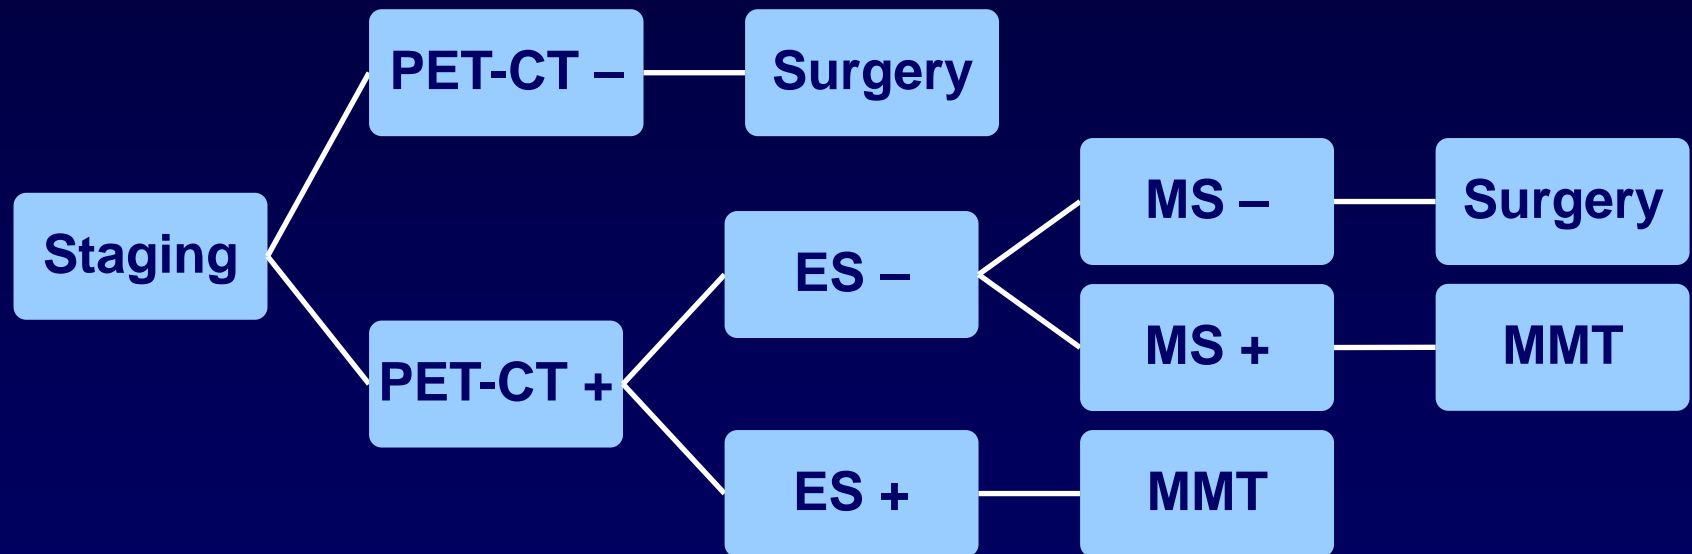 PET-CT –
Surgery
Staging
MS –
Surgery
ES –
MS +
MMT
PET-CT +
ES +
MMT